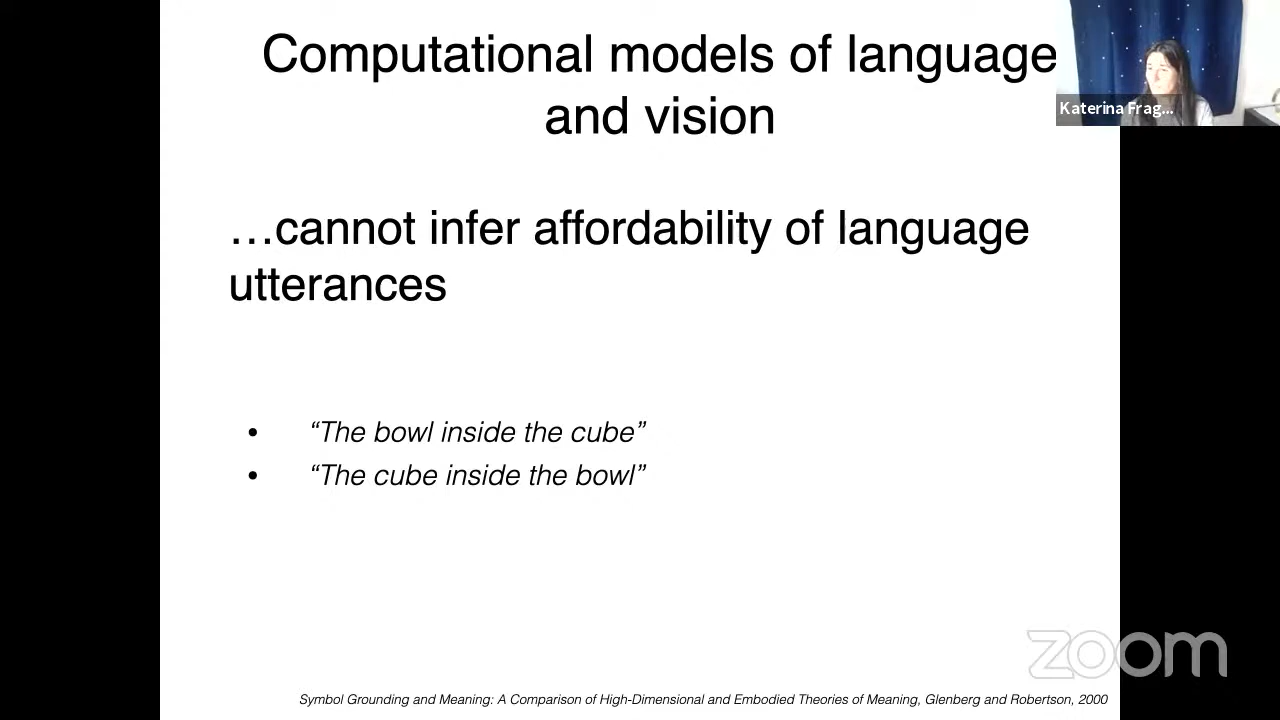 Computational models of language
and vision
Katerina Frag...
…cannot infer affordability of language
utterances
• “The bowl inside the cube”
• “The cube inside the bowl”
zoom
Symbol Grounding and Meaning: A Comparison of High-Dimensional and Embodied Theories of Meaning, Glenberg and Robertson, 2000